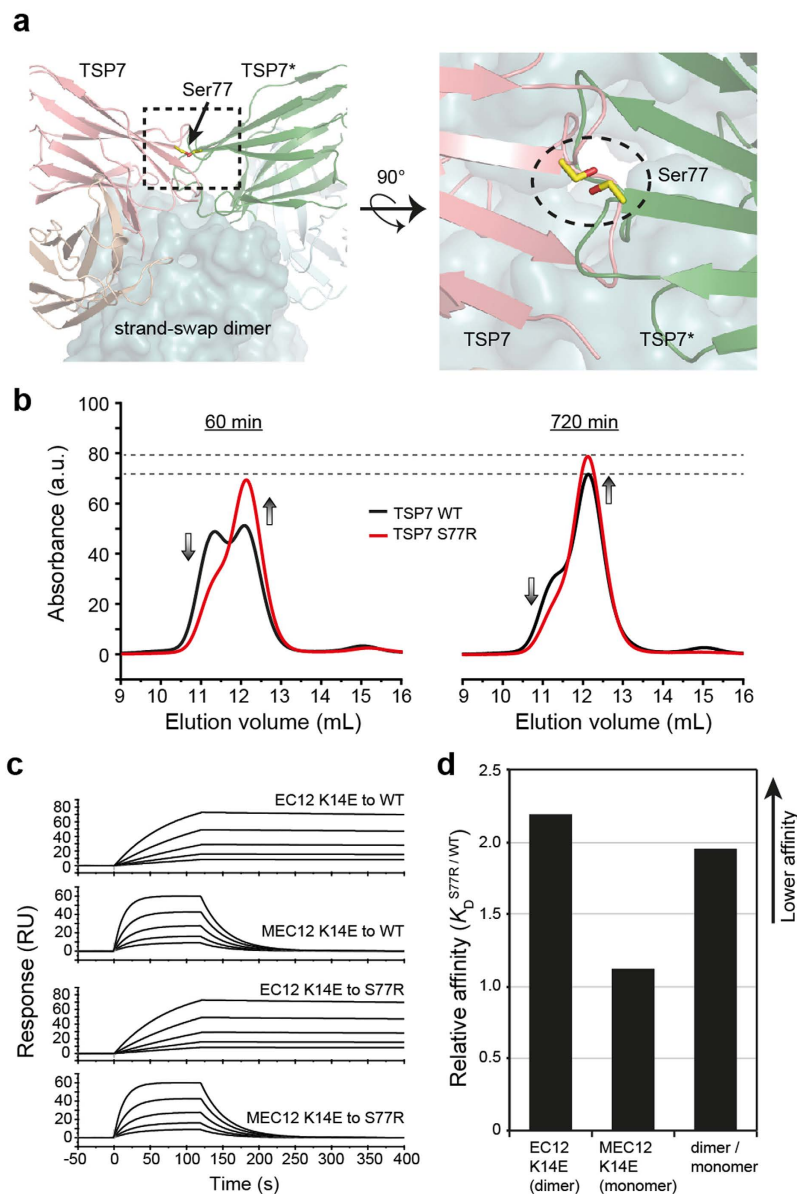 a
TSP7
TSP7*
Ser77
strand-swap dimer
90°
Ser77
TSP7
TSP7*
b
60 min
720 min
TSP7 WT
TSP7 S77R
Absorbance (a.u.)
100
80
60
40
20
0
9 10 11 12 13 14 15 16
9 10 11 12 13 14 15 16
Elution volume (mL)
Elution volume (mL)
c
EC12 K14E to WT
80
60
40
20
0
MEC12 K14E to WT
80
60
40
20
0
EC12 K14E to S77R
80
60
40
20
0
MEC12 K14E to S77R
80
60
40
20
0
Response (RU)
-50 0 50 100 150 200 250 300 350 400
Time (s)
d
Relative affinity (KD S77R / WT)
2.5
2.0
1.5
1.0
0.5
0
EC12 K14E (dimer)
MEC12 K14E (monomer)
dimer / monomer
Lower affinity